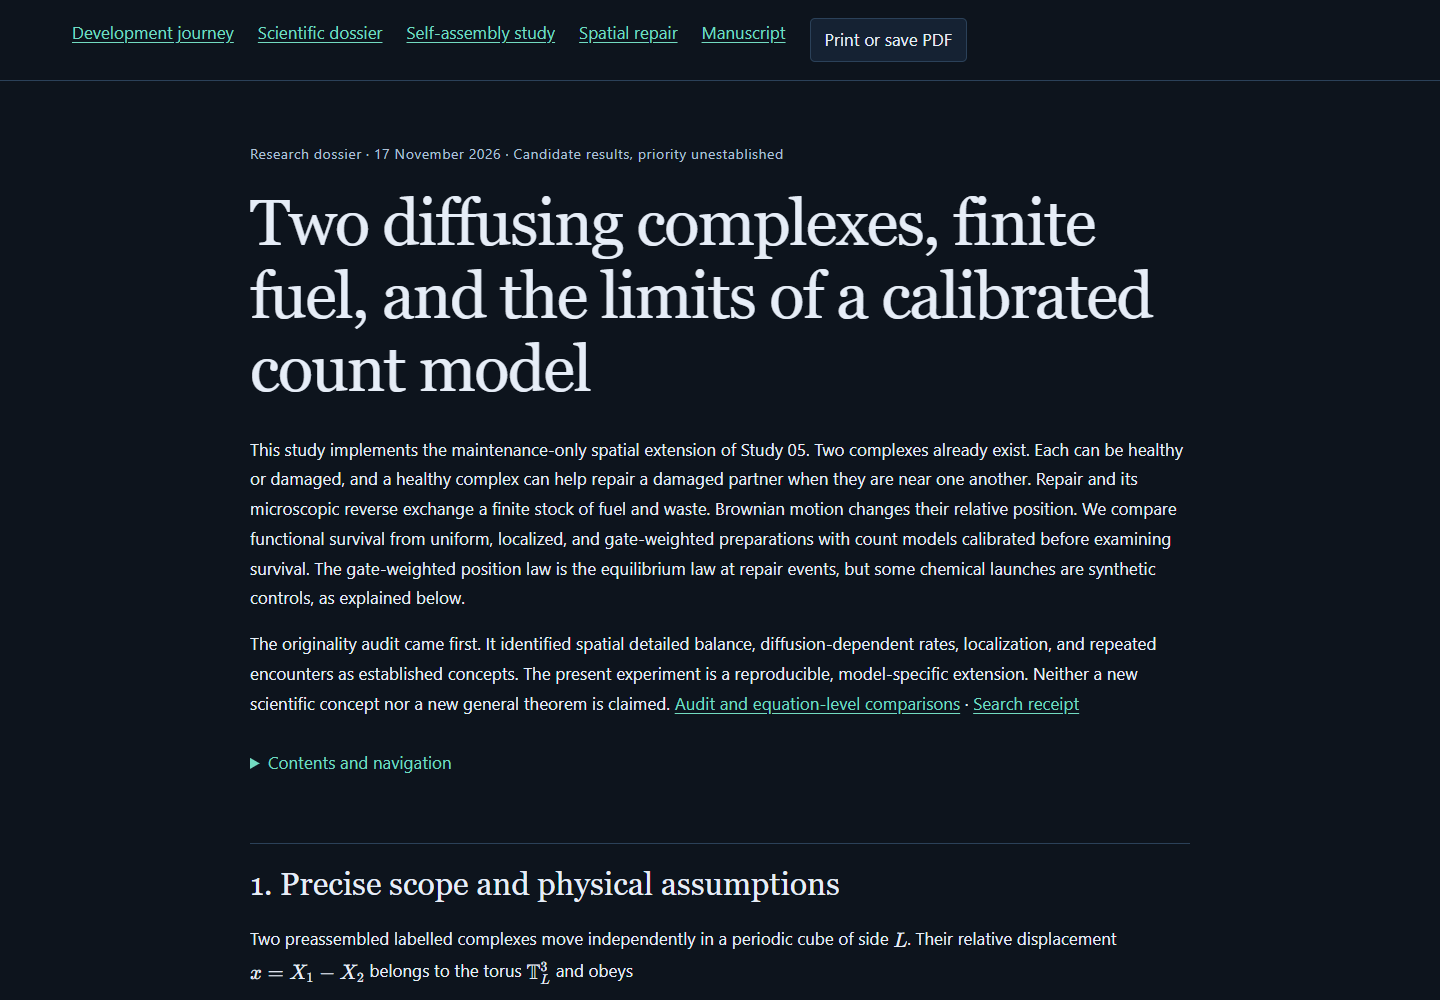 Development journey Scientific dossier Self-assembly study Spatial repair Manuscript Print or save PDF
Research dossier · 17 November 2026 · Candidate results, priority unestablished
Two diffusing complexes, finite
fuel, and the limits of a calibrated
count model
This study implements the maintenance-only spatial extension of Study 05. Two complexes already exist. Each can be healthy
or damaged, and a healthy complex can help repair a damaged partner when they are near one another. Repair and its
microscopic reverse exchange a finite stock of fuel and waste. Brownian motion changes their relative position. We compare
functional survival from uniform, localized, and gate-weighted preparations with count models calibrated before examining
survival. The gate-weighted position law is the equilibrium law at repair events, but some chemical launches are synthetic
controls, as explained below.
The originality audit came first. It identified spatial detailed balance, diffusion-dependent rates, localization, and repeated
encounters as established concepts. The present experiment is a reproducible, model-specific extension. Neither a new
scientific concept nor a new general theorem is claimed. Audit and equation-level comparisons · Search receipt
▶ Contents and navigation
1. Precise scope and physical assumptions
Two preassembled labelled complexes move independently in a periodic cube of side L. Their relative displacement
x = X₁ − X₂ belongs to the torus 𝕋³_L and obeys